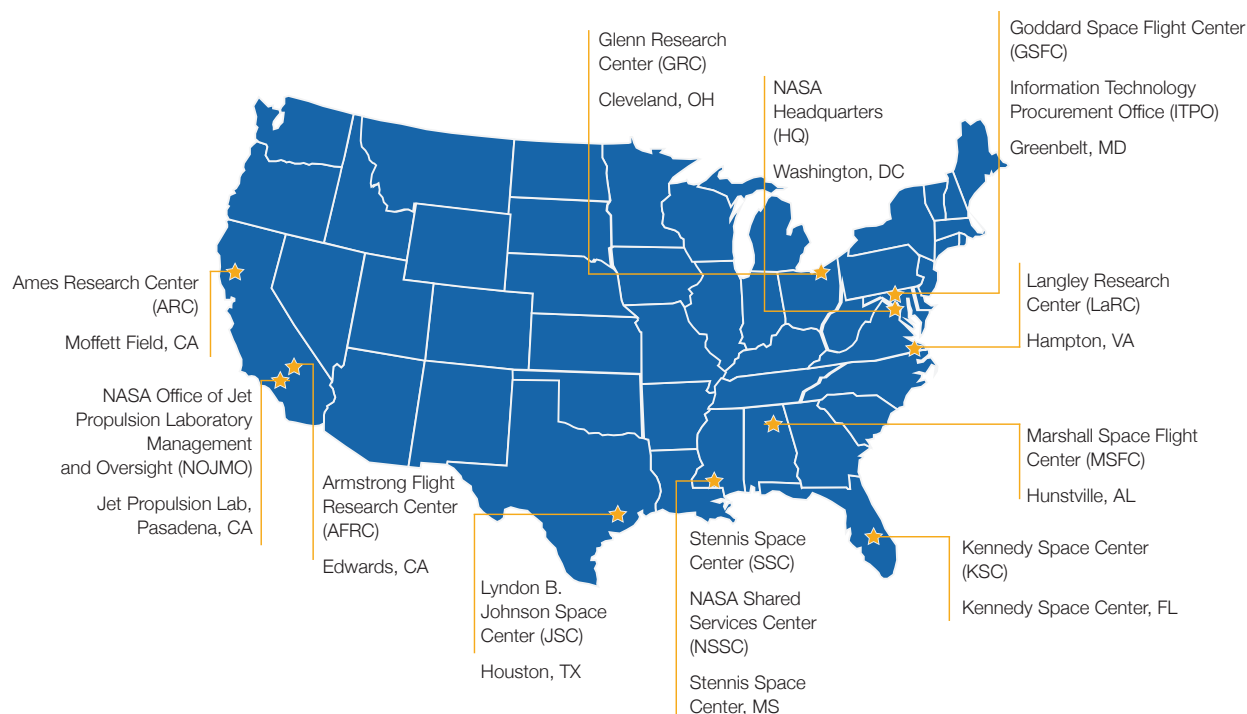 Glenn Research
Center (GRC)
Cleveland, OH
NASA
Headquarters
(HQ)
Washington, DC
Goddard Space Flight Center
(GSFC)
Information Technology
Procurement Office (ITPO)
Greenbelt, MD
Ames Research Center
(ARC)
Moffett Field, CA
Langley Research
Center (LaRC)
Hampton, VA
NASA Office of Jet
Propulsion Laboratory
Management
and Oversight (NOJMO)
Jet Propulsion Lab,
Pasadena, CA
Armstrong Flight
Research Center
(AFRC)
Edwards, CA
Marshall Space Flight
Center (MSFC)
Hunstville, AL
Lyndon B.
Johnson Space
Center (JSC)
Houston, TX
Stennis Space
Center (SSC)
NASA Shared
Services Center
(NSSC)
Stennis Space
Center, MS
Kennedy Space Center
(KSC)
Kennedy Space Center, FL